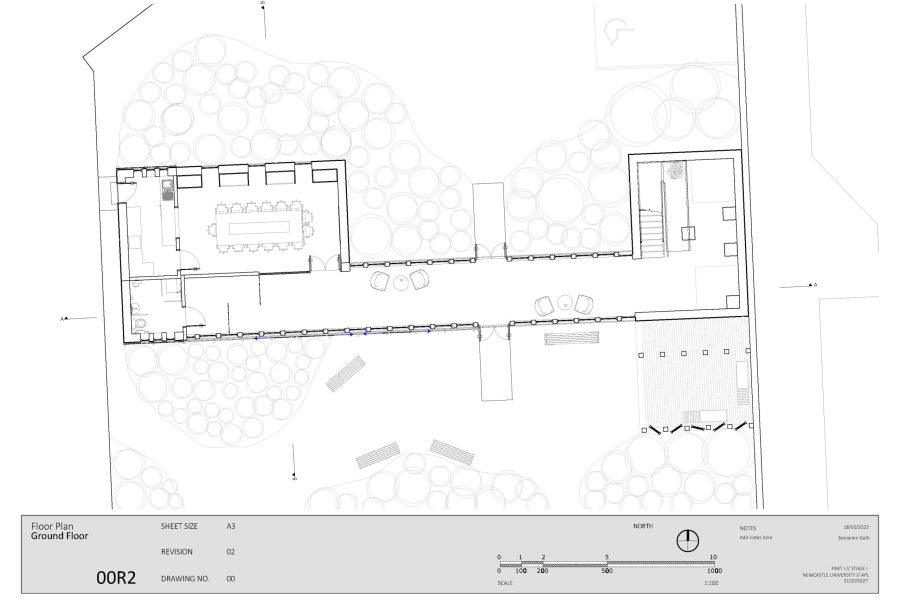 B
A
A
B
Floor Plan
Ground Floor
00R2
SHEET SIZE A3
REVISION 02
DRAWING NO. 00
NORTH
0 1 2 5 10
0 100 200 500 1000
SCALE 1:100
NOTES
Add notes here
18/05/2022
Benjamin Gath
PART I // STAGE I
NEWCASTLE UNIVERSITY // APL
210220027